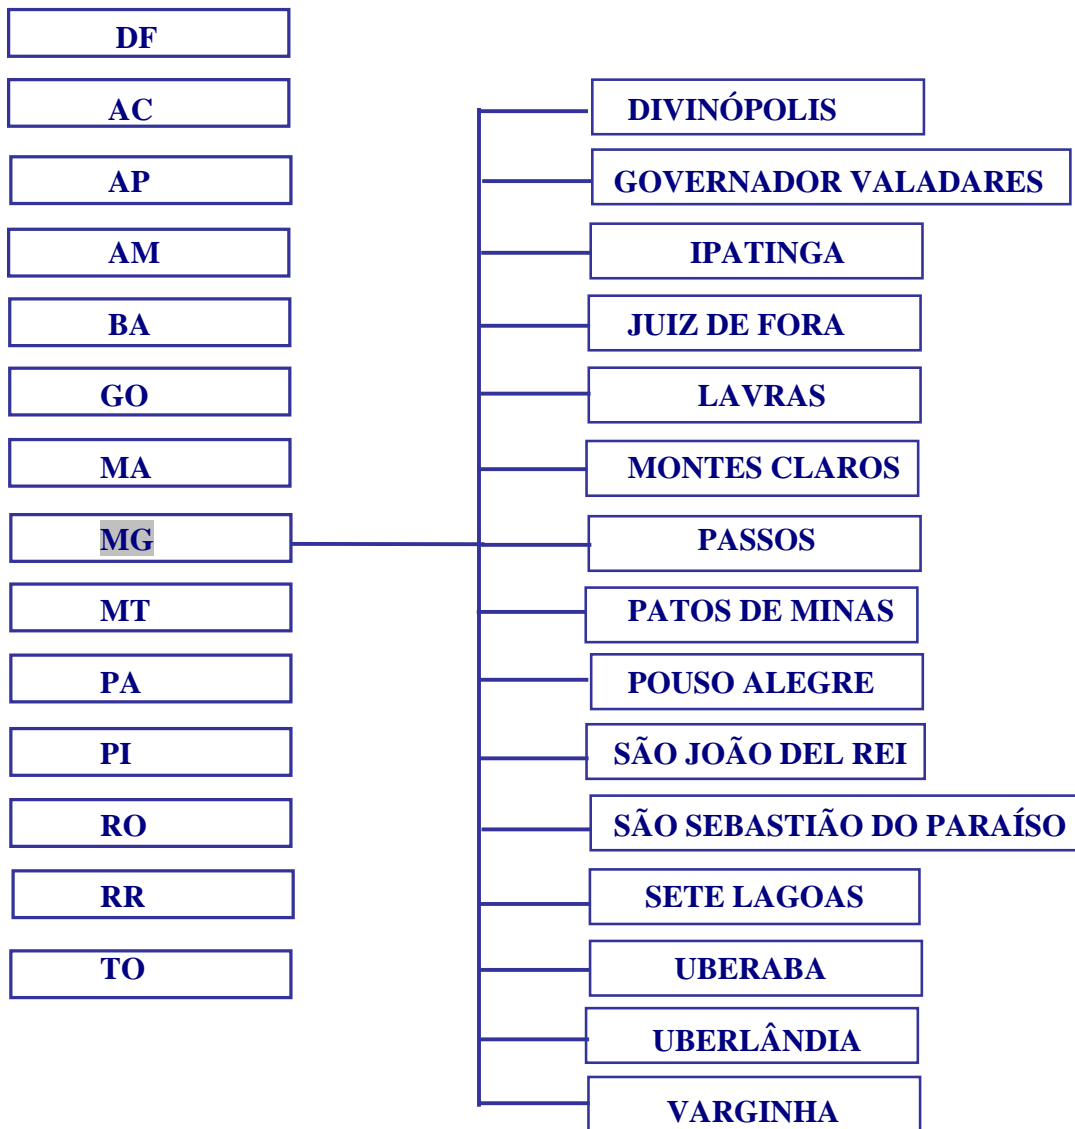 DF
AC
AP
AM
BA
GO
MA
MG
MT
PA
PI
RO
RR
TO
DIVINÓPOLIS
GOVERNADOR VALADARES
IPATINGA
JUIZ DE FORA
LAVRAS
MONTES CLAROS
PASSOS
PATOS DE MINAS
POUSO ALEGRE
SÃO JOÃO DEL REI
SÃO SEBASTIÃO DO PARAÍSO
SETE LAGOAS
UBERABA
UBERLÂNDIA
VARGINHA